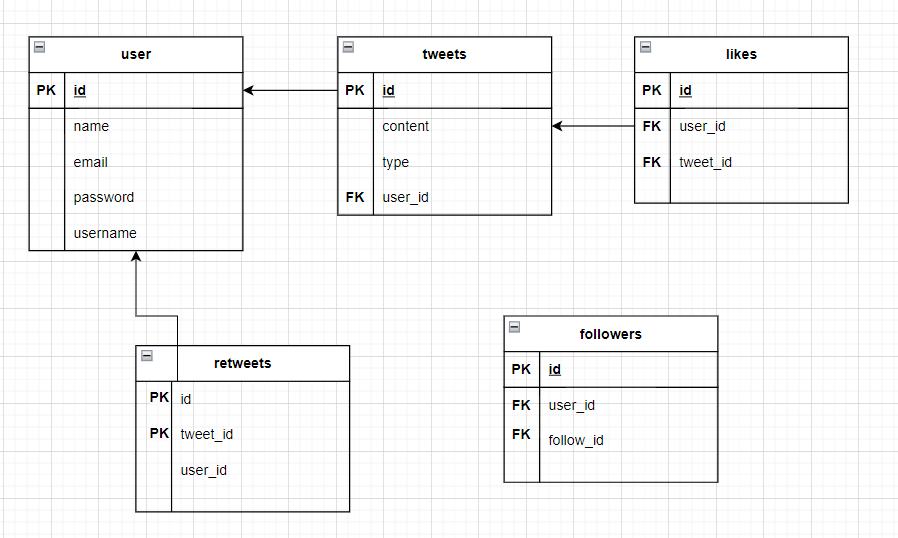 user
PK id
name
email
password
username
tweets
PK id
content
type
FK user_id
likes
PK id
FK user_id
FK tweet_id
retweets
PK id
PK tweet_id
user_id
followers
PK id
FK user_id
FK follow_id